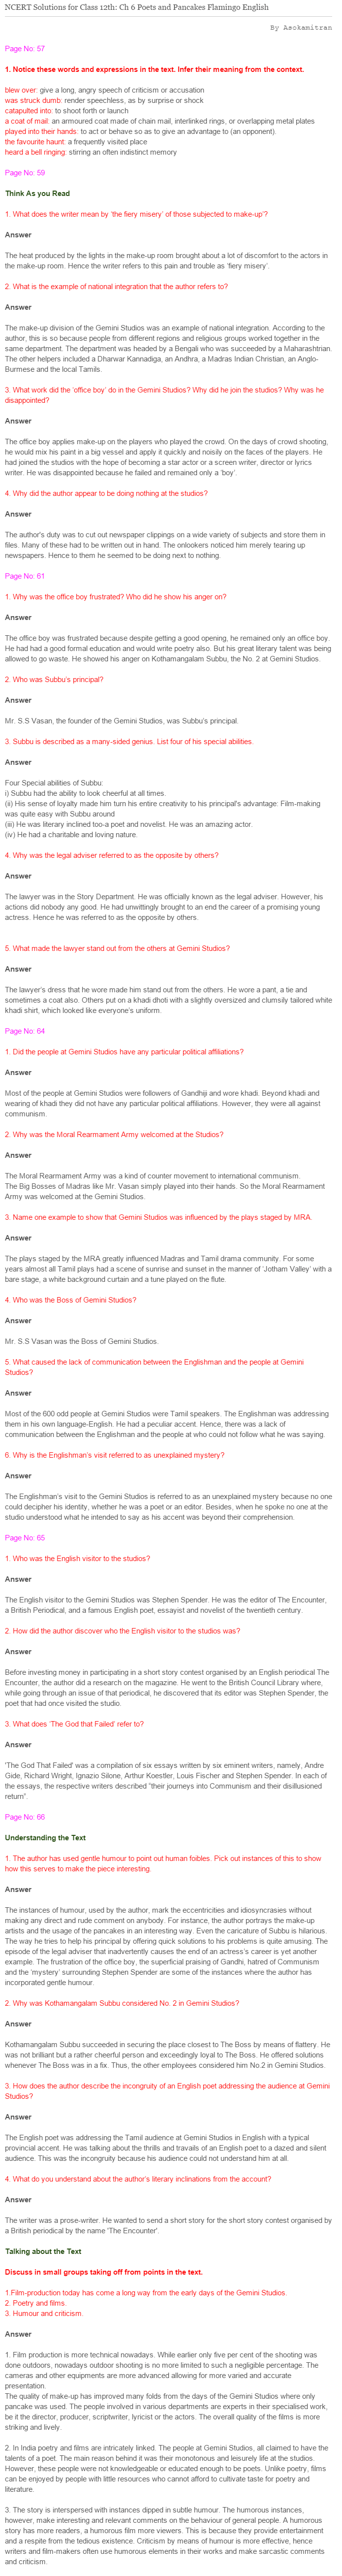 NCERT Solutions for Class 12th: Ch 6 Poets and Pancakes Flamingo English
By Asokamitran
Page No: 57
1. Notice these words and expressions in the text. Infer their meaning from the context.
blew over: give a long, angry speech of criticism or accusation
was struck dumb: render speechless, as by surprise or shock
catapulted into: to shoot forth or launch
a coat of mail: an armoured coat made of chain mail, interlinked rings, or overlapping metal plates
played into their hands: to act or behave so as to give an advantage to (an opponent).
the favourite haunt: a frequently visited place
heard a bell ringing: stirring an often indistinct memory
Page No: 59
Think As you Read
1. What does the writer mean by 'the fiery misery' of those subjected to make-up'?
Answer
The heat produced by the lights in the make-up room brought about a lot of discomfort to the actors in
the make-up room. Hence the writer refers to this pain and trouble as 'fiery misery'.
2. What is the example of national integration that the author refers to?
Answer
The make-up division of the Gemini Studios was an example of national integration. According to the
author, this is so because people from different regions and religious groups worked together in the
same department. The department was headed by a Bengali who was succeeded by a Maharashtrian.
The other helpers included a Dharwar Kannadiga, an Andhra, a Madras Indian Christian, an Anglo-
Burmese and the local Tamils.
3. What work did the 'office boy' do in the Gemini Studios? Why did he join the studios? Why was he
disappointed?
Answer
The office boy applies make-up on the players who played the crowd. On the days of crowd shooting,
he would mix his paint in a big vessel and apply it quickly and noisily on the faces of the players. He
had joined the studios with the hope of becoming a star actor or a screen writer, director or lyrics
writer. He was disappointed because he failed and remained only a 'boy'.
4. Why did the author appear to be doing nothing at the studios?
Answer
The author's duty was to cut out newspaper clippings on a wide variety of subjects and store them in
files. Many of these had to be written out in hand. The onlookers noticed him merely tearing up
newspapers. Hence to them he seemed to be doing next to nothing.
Page No: 61
1. Why was the office boy frustrated? Who did he show his anger on?
Answer
The office boy was frustrated because despite getting a good opening, he remained only an office boy.
He had had a good formal education and would write poetry also. But his great literary talent was being
allowed to go waste. He showed his anger on Kothamangalam Subbu, the No. 2 at Gemini Studios.
2. Who was Subbu's principal?
Answer
Mr. S.S Vasan, the founder of the Gemini Studios, was Subbu's principal.
3. Subbu is described as a many-sided genius. List four of his special abilities.
Answer
Four Special abilities of Subbu:
i) Subbu had the ability to look cheerful at all times.
(ii) His sense of loyalty made him turn his entire creativity to his principal's advantage: Film-making
was quite easy with Subbu around
(iii) He was literary inclined too-a poet and novelist. He was an amazing actor.
(iv) He had a charitable and loving nature.
4. Why was the legal adviser referred to as the opposite by others?
Answer
The lawyer was in the Story Department. He was officially known as the legal adviser. However, his
actions did nobody any good. He had unwittingly brought to an end the career of a promising young
actress. Hence he was referred to as the opposite by others.
5. What made the lawyer stand out from the others at Gemini Studios?
Answer
The lawyer's dress that he wore made him stand out from the others. He wore a pant, a tie and
sometimes a coat also. Others put on a khadi dhoti with a slightly oversized and clumsily tailored white
khadi shirt, which looked like everyone's uniform.
Page No: 64
1. Did the people at Gemini Studios have any particular political affiliations?
Answer
Most of the people at Gemini Studios were followers of Gandhiji and wore khadi. Beyond khadi and
wearing of khadi they did not have any particular political affiliations. However, they were all against
communism.
2. Why was the Moral Rearmament Army welcomed at the Studios?
Answer
The Moral Rearmament Army was a kind of counter movement to international communism.
The Big Bosses of Madras like Mr. Vasan simply played into their hands. So the Moral Rearmament
Army was welcomed at the Gemini Studios.
3. Name one example to show that Gemini Studios was influenced by the plays staged by MRA.
Answer
The plays staged by the MRA greatly influenced Madras and Tamil drama community. For some
years almost all Tamil plays had a scene of sunrise and sunset in the manner of 'Jotham Valley' with a
bare stage, a white background curtain and a tune played on the flute.
4. Who was the Boss of Gemini Studios?
Answer
Mr. S.S Vasan was the Boss of Gemini Studios.
5. What caused the lack of communication between the Englishman and the people at Gemini
Studios?
Answer
Most of the 600 odd people at Gemini Studios were Tamil speakers. The Englishman was addressing
them in his own language-English. He had a peculiar accent. Hence, there was a lack of
communication between the Englishman and the people at who could not follow what he was saying.
6. Why is the Englishman's visit referred to as unexplained mystery?
Answer
The Englishman's visit to the Gemini Studios is referred to as an unexplained mystery because no one
could decipher his identity, whether he was a poet or an editor. Besides, when he spoke no one at the
studio understood what he intended to say as his accent was beyond their comprehension.
Page No: 65
1. Who was the English visitor to the studios?
Answer
The English visitor to the Gemini Studios was Stephen Spender. He was the editor of The Encounter,
a British Periodical, and a famous English poet, essayist and novelist of the twentieth century.
2. How did the author discover who the English visitor to the studios was?
Answer
Before investing money in participating in a short story contest organised by an English periodical The
Encounter, the author did a research on the magazine. He went to the British Council Library where,
while going through an issue of that periodical, he discovered that its editor was Stephen Spender, the
poet that had once visited the studio.
3. What does 'The God that Failed' refer to?
Answer
'The God That Failed' was a compilation of six essays written by six eminent writers, namely, Andre
Gide, Richard Wright, Ignazio Silone, Arthur Koestler, Louis Fischer and Stephen Spender. In each of
the essays, the respective writers described "their journeys into Communism and their disillusioned
return".
Page No: 66
Understanding the Text
1. The author has used gentle humour to point out human foibles. Pick out instances of this to show
how this serves to make the piece interesting.
Answer
The instances of humour, used by the author, mark the eccentricities and idiosyncrasies without
making any direct and rude comment on anybody. For instance, the author portrays the make-up
artists and the usage of the pancakes in an interesting way. Even the caricature of Subbu is hilarious.
The way he tries to help his principal by offering quick solutions to his problems is quite amusing. The
episode of the legal adviser that inadvertently causes the end of an actress's career is yet another
example. The frustration of the office boy, the superficial praising of Gandhi, hatred of Communism
and the 'mystery' surrounding Stephen Spender are some of the instances where the author has
incorporated gentle humour.
2. Why was Kothamangalam Subbu considered No. 2 in Gemini Studios?
Answer
Kothamangalam Subbu succeeded in securing the place closest to The Boss by means of flattery. He
was not brilliant but a rather cheerful person and exceedingly loyal to The Boss. He offered solutions
whenever The Boss was in a fix. Thus, the other employees considered him No.2 in Gemini Studios.
3. How does the author describe the incongruity of an English poet addressing the audience at Gemini
Studios?
Answer
The English poet was addressing the Tamil audience at Gemini Studios in English with a typical
provincial accent. He was talking about the thrills and travails of an English poet to a dazed and silent
audience. This was the incongruity because his audience could not understand him at all.
4. What do you understand about the author's literary inclinations from the account?
Answer
The writer was a prose-writer. He wanted to send a short story for the short story contest organised by
a British periodical by the name 'The Encounter'.
Talking about the Text
Discuss in small groups taking off from points in the text.
1.Film-production today has come a long way from the early days of the Gemini Studios.
2. Poetry and films.
3. Humour and criticism.
Answer
1. Film production is more technical nowadays. While earlier only five per cent of the shooting was
done outdoors, nowadays outdoor shooting is no more limited to such a negligible percentage. The
cameras and other equipments are more advanced allowing for more varied and accurate
presentation.
The quality of make-up has improved many folds from the days of the Gemini Studios where only
pancake was used. The people involved in various departments are experts in their specialised work,
be it the director, producer, scriptwriter, lyricist or the actors. The overall quality of the films is more
striking and lively.
2. In India poetry and films are intricately linked. The people at Gemini Studios, all claimed to have the
talents of a poet. The main reason behind it was their monotonous and leisurely life at the studios.
However, these people were not knowledgeable or educated enough to be poets. Unlike poetry, films
can be enjoyed by people with little resources who cannot afford to cultivate taste for poetry and
literature.
3. The story is interspersed with instances dipped in subtle humour. The humorous instances,
however, make interesting and relevant comments on the behaviour of general people. A humorous
story has more readers, a humorous film more viewers. This is because they provide entertainment
and a respite from the tedious existence. Criticism by means of humour is more effective, hence
writers and film-makers often use humorous elements in their works and make sarcastic comments
and criticism.